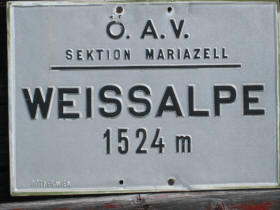 Ö. A. V.
SEKTION MARIAZELL
WEISSALPE
1524 m